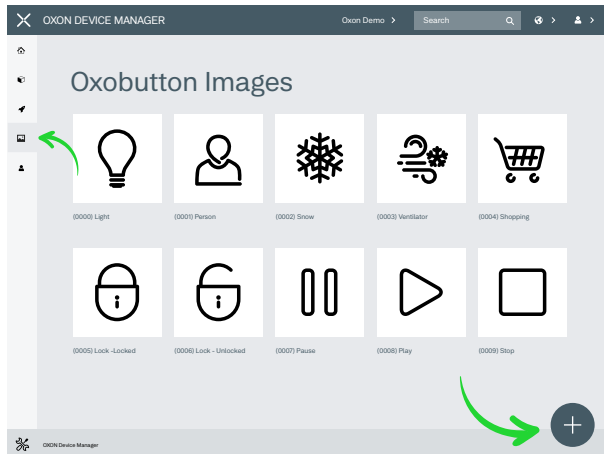 OXON DEVICE MANAGER Oxon Demo > Search
Oxobutton Images
(0000) Light (0001) Person (0002) Snow (0003) Ventilator (0004) Shopping
(0005) Lock -Locked (0006) Lock - Unlocked (0007) Pause (0008) Play (0009) Stop
OXON Device Manager